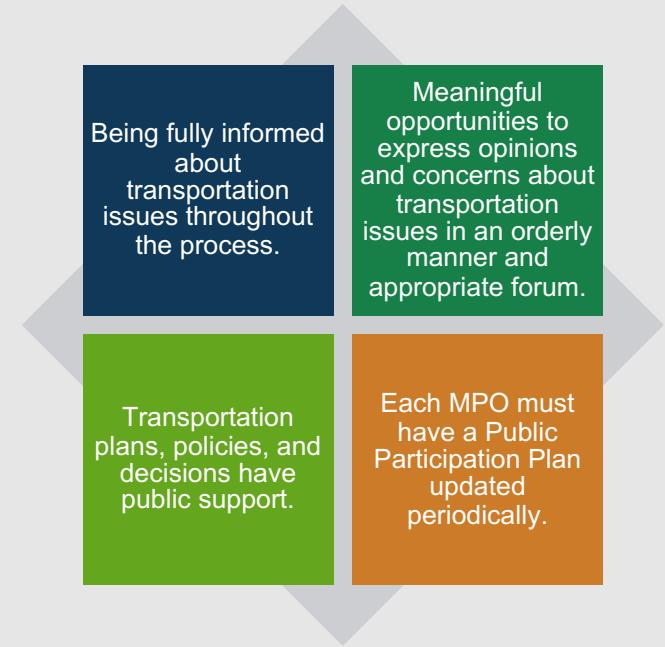 Being fully informed
about
transportation
issues throughout
the process.
Meaningful
opportunities to
express opinions
and concerns about
transportation
issues in an orderly
manner and
appropriate forum.
Transportation
plans, policies, and
decisions have
public support.
Each MPO must
have a Public
Participation Plan
updated
periodically.